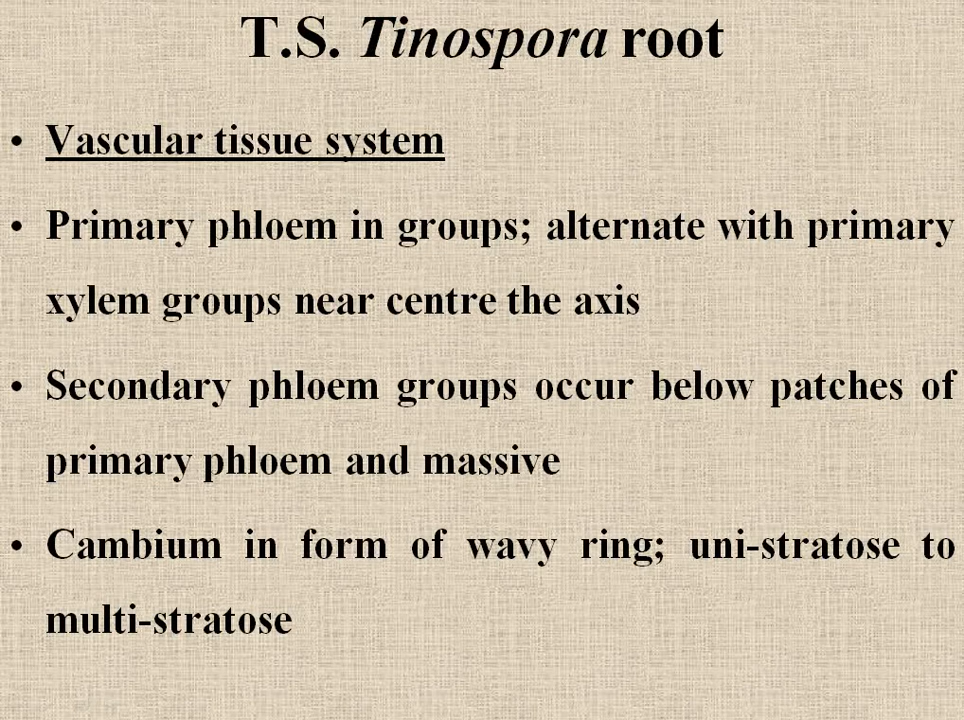 T.S. Tinospora root
• Vascular tissue system
• Primary phloem in groups; alternate with primary
xylem groups near centre the axis
• Secondary phloem groups occur below patches of
primary phloem and massive
• Cambium in form of wavy ring; uni-stratose to
multi-stratose